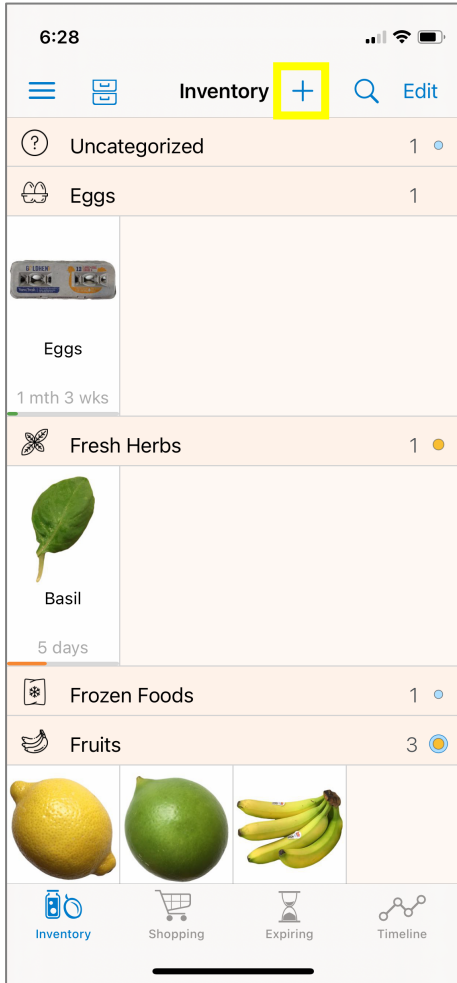 6:28
Inventory
Edit
? Uncategorized 1
Eggs 1
Eggs
1 mth 3 wks
Fresh Herbs 1
Basil
5 days
Frozen Foods 1
Fruits 3
Inventory Shopping Expiring Timeline